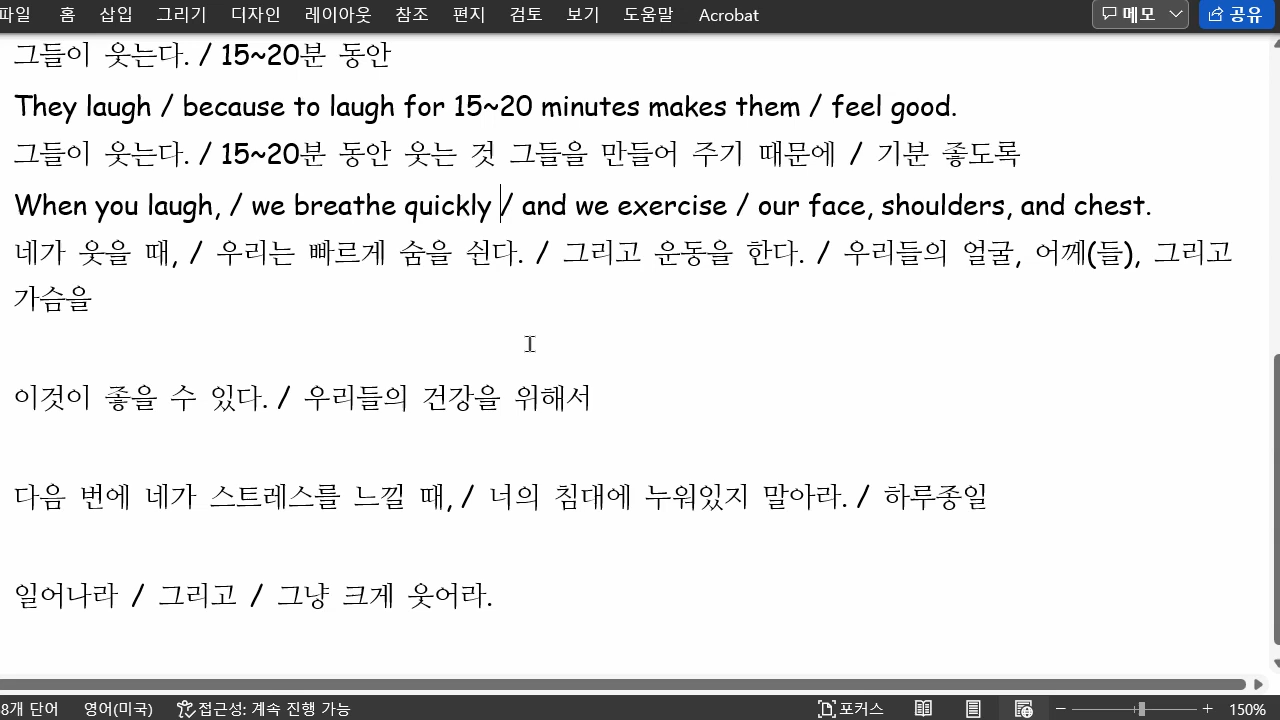 파일 홈 삽입 그리기 디자인 레이아웃 참조 편지 검토 보기 도움말 Acrobat 메모 공유
그들이 웃는다. / 15~20분 동안
They laugh / because to laugh for 15~20 minutes makes them / feel good.
그들이 웃는다. / 15~20분 동안 웃는 것 그들을 만들어 주기 때문에 / 기분 좋도록
When you laugh, / we breathe quickly / and we exercise / our face, shoulders, and chest.
네가 웃을 때, / 우리는 빠르게 숨을 쉰다. / 그리고 운동을 한다. / 우리들의 얼굴, 어께(들), 그리고
가슴을
이것이 좋을 수 있다. / 우리들의 건강을 위해서
다음 번에 네가 스트레스를 느낄 때, / 너의 침대에 누워있지 말아라. / 하루종일
일어나라 / 그리고 / 그냥 크게 웃어라.
8개 단어 영어(미국) 접근성: 계속 진행 가능 포커스 150%